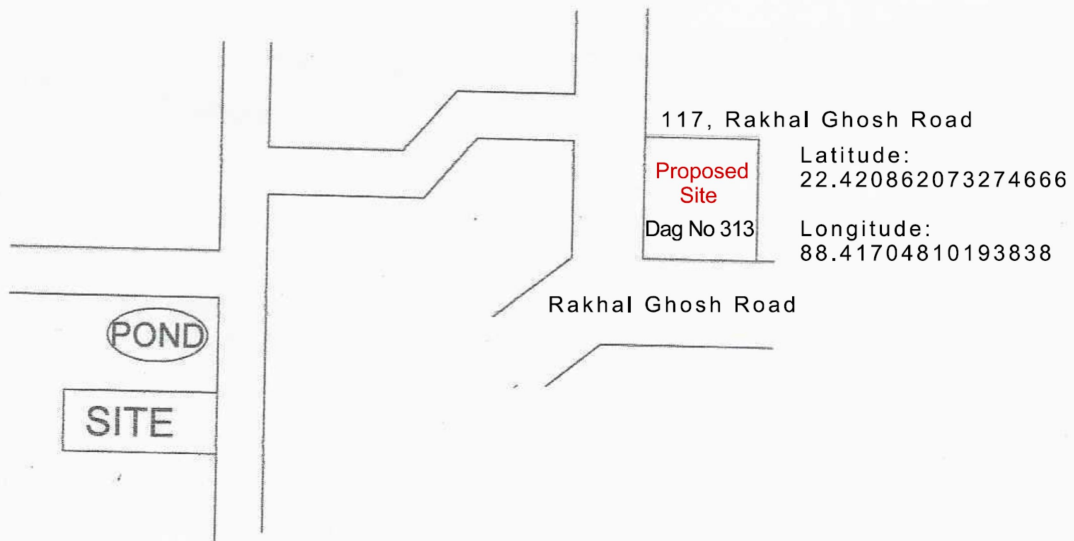 117, Rakhal Ghosh Road
Proposed
Site
Dag No 313
Latitude:
22.420862073274666
Longitude:
88.41704810193838
Rakhal Ghosh Road
POND
SITE